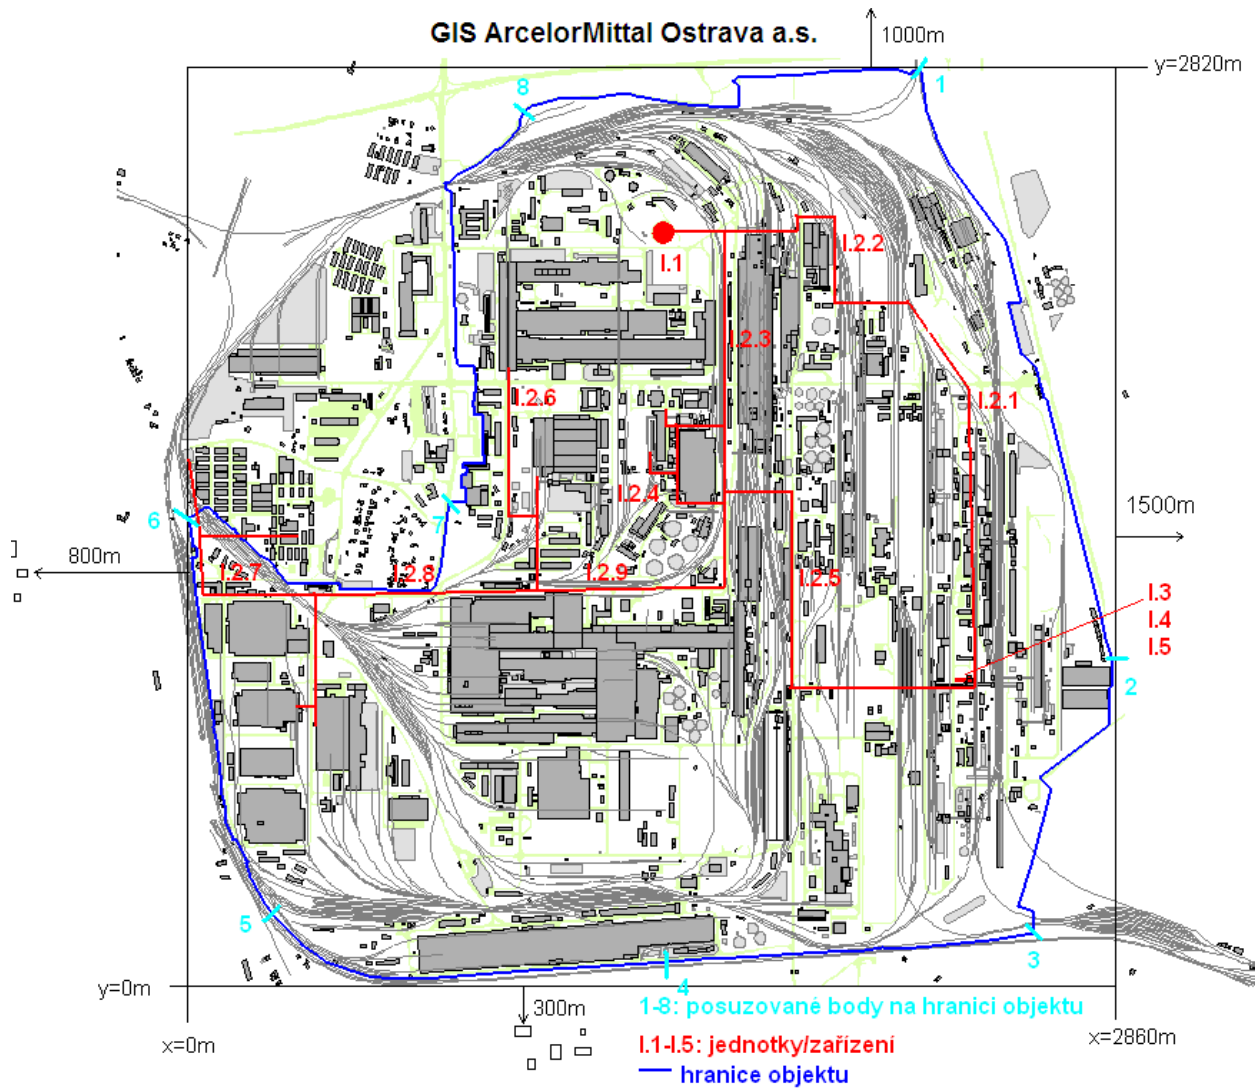 GIS ArcelorMittal Ostrava a.s.
1000m
y=2820m
1
8
I.1
I.2.2
I.2.3
I.2.6
I.2.1
I.2.4
7
6
1500m
800m
I.2.7
I.2.8
I.2.9
I.2.5
I.3
I.4
I.5
2
5
3
4
y=0m
300m
1-8: posuzované body na hranici objektu
x=0m
x=2860m
I.1-I.5: jednotky/zařízení
hranice objektu